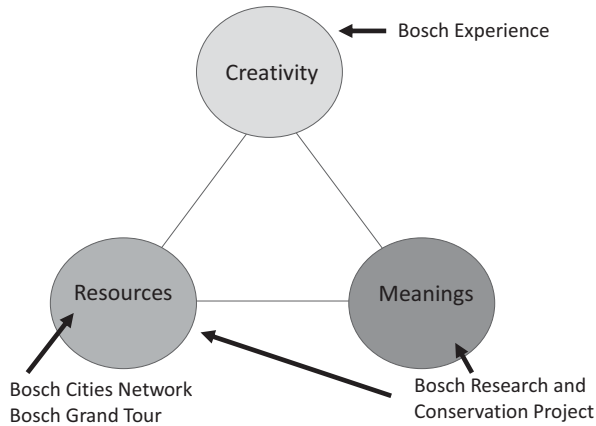 Bosch Experience
Creativity
Resources
Meanings
Bosch Cities Network
Bosch Grand Tour
Bosch Research and
Conservation Project